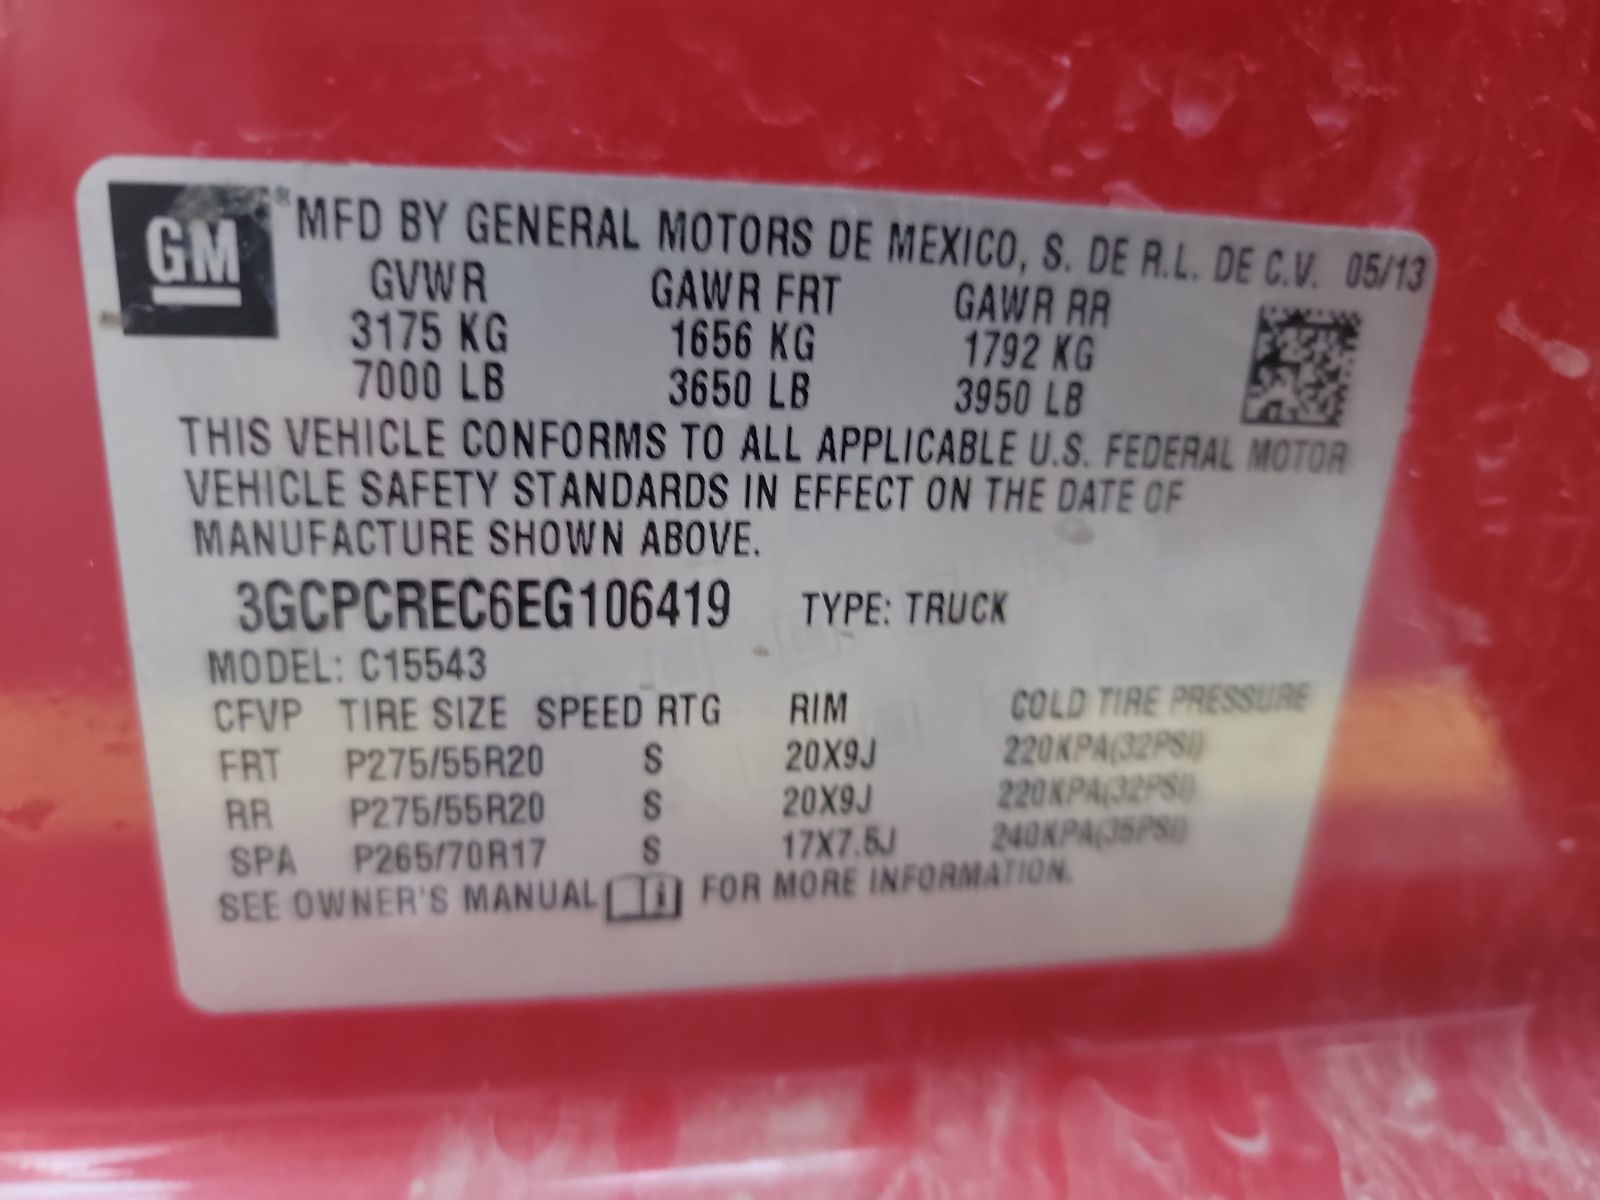 GM ® MFD BY GENERAL MOTORS DE MEXICO, S. DE R.L. DE C.V. 05/13
GVWR GAWR FRT GAWR RR
3175 KG 1656 KG 1792 KG
7000 LB 3650 LB 3950 LB
THIS VEHICLE CONFORMS TO ALL APPLICABLE U.S. FEDERAL MOTOR
VEHICLE SAFETY STANDARDS IN EFFECT ON THE DATE OF
MANUFACTURE SHOWN ABOVE.
3GCPCREC6EG106419 TYPE: TRUCK
MODEL: C15543
CFVP TIRE SIZE SPEED RTG RIM COLD TIRE PRESSURE
FRT P275/55R20 S 20X9J 220KPA(32PSI)
RR P275/55R20 S 20X9J 220KPA(32PSI)
SPA P265/70R17 S 17X7.5J 240KPA(35PSI)
SEE OWNER'S MANUAL FOR MORE INFORMATION.